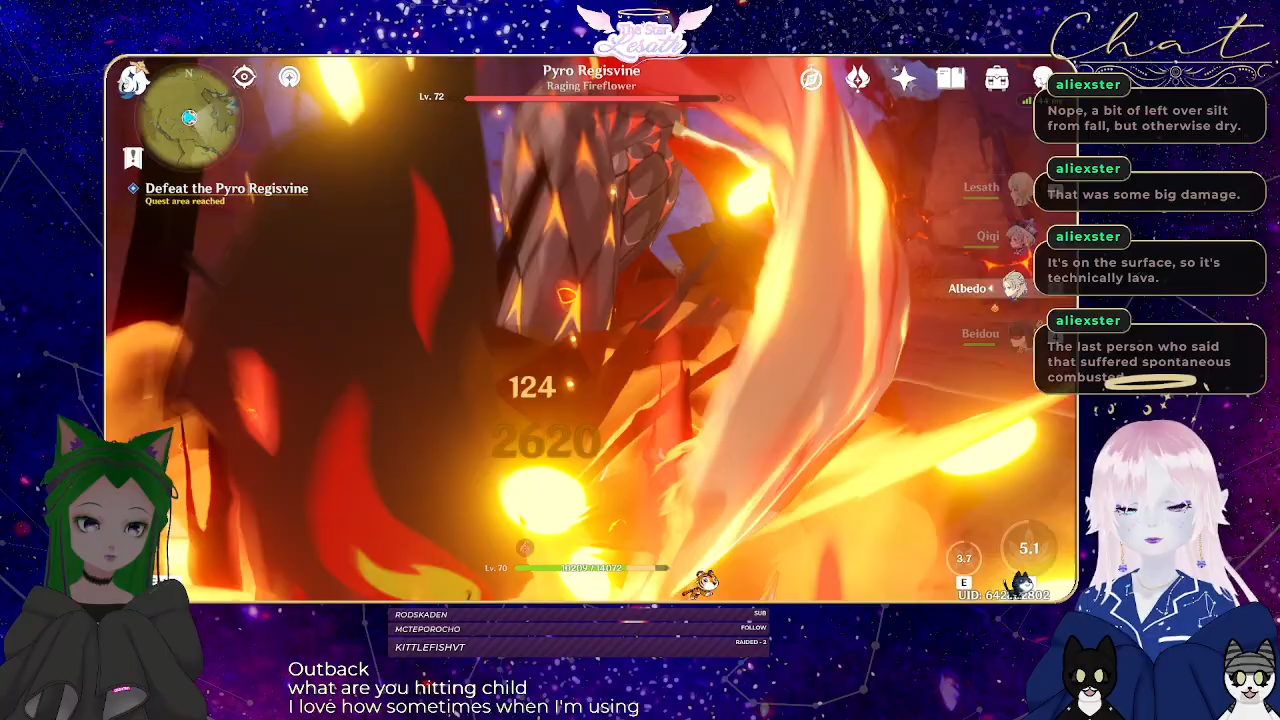 The Star
Lesath
Chat
N
Pyro Regisvine
Raging Fireflower
Lv. 72
Defeat the Pyro Regisvine
Quest area reached
Lesath
Qiqi
Albedo
Beidou
aliexster
Nope, a bit of left over silt
from fall, but otherwise dry.
aliexster
That was some big damage.
aliexster
It's on the surface, so it's
technically lava.
aliexster
The last person who said
that suffered spontaneous
combusted
124
2620
Lv. 70
10209/14072
3.7
5.1
E
RODSKADEN SUB
MCTEPOROCHO FOLLOW
KITTLEFISHVT RAIDED - 2
Outback
what are you hitting child
I love how sometimes when I'm using